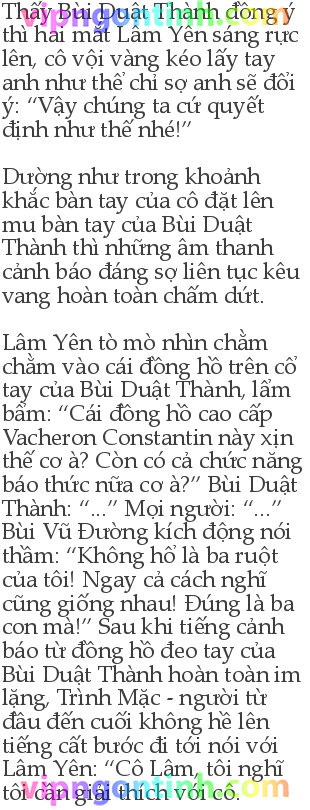 Thấy Bùi Duật Thành đồng ý
thì hai mắt Lâm Yên sáng rực
lên, cô vội vàng kéo lấy tay
anh như thể chỉ sợ anh sẽ đổi
ý: “Vậy chúng ta cứ quyết
định như thế nhé!”

Dường như trong khoảnh
khắc bàn tay của cô đặt lên
mu bàn tay của Bùi Duật
Thành thì những âm thanh
cảnh báo đáng sợ liên tục kêu
vang hoàn toàn chấm dứt.

Lâm Yên tò mò nhìn chằm
chằm vào cái đồng hồ trên cổ
tay của Bùi Duật Thành, lẩm
bẩm: “Cái đồng hồ cao cấp
Vacheron Constantin này xịn
thế cơ à? Còn có cả chức năng
báo thức nữa cơ à?” Bùi Duật
Thành: “...” Mọi người: “...”
Bùi Vũ Đường kích động nói
thầm: “Không hổ là ba ruột
của tôi! Ngay cả cách nghĩ
cũng giống nhau! Đúng là ba
con mà!” Sau khi tiếng cảnh
báo từ đồng hồ đeo tay của
Bùi Duật Thành hoàn toàn im
lặng, Trình Mặc - người từ
đầu đến cuối không hề lên
tiếng cất bước đi tới nói với
Lâm Yên: “Cô Lâm, tôi nghĩ
tôi cần giải thích với cô.
vipngontinh.com
vipngontinh.com